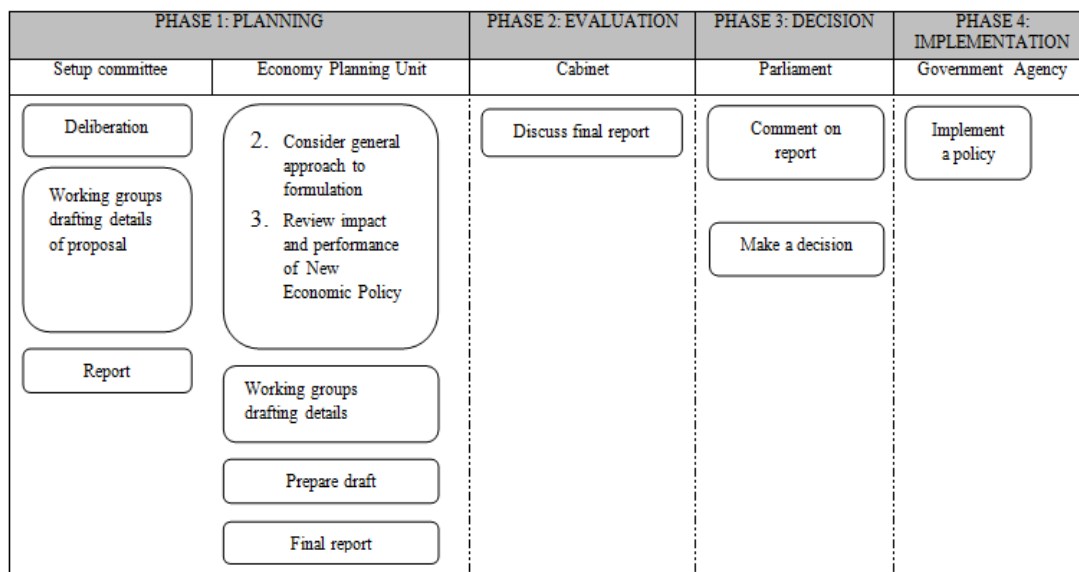 PHASE 1: PLANNING
PHASE 2: EVALUATION
PHASE 3: DECISION
PHASE 4:
IMPLEMENTATION
Setup committee
Economy Planning Unit
Cabinet
Parliament
Government Agency
Deliberation
Working groups
drafting details
of proposal
Report
2. Consider general
approach to
formulation
3. Review impact
and performance
of New
Economic Policy
Working groups
drafting details
Prepare draft
Final report
Discuss final report
Comment on
report
Make a decision
Implement
a policy